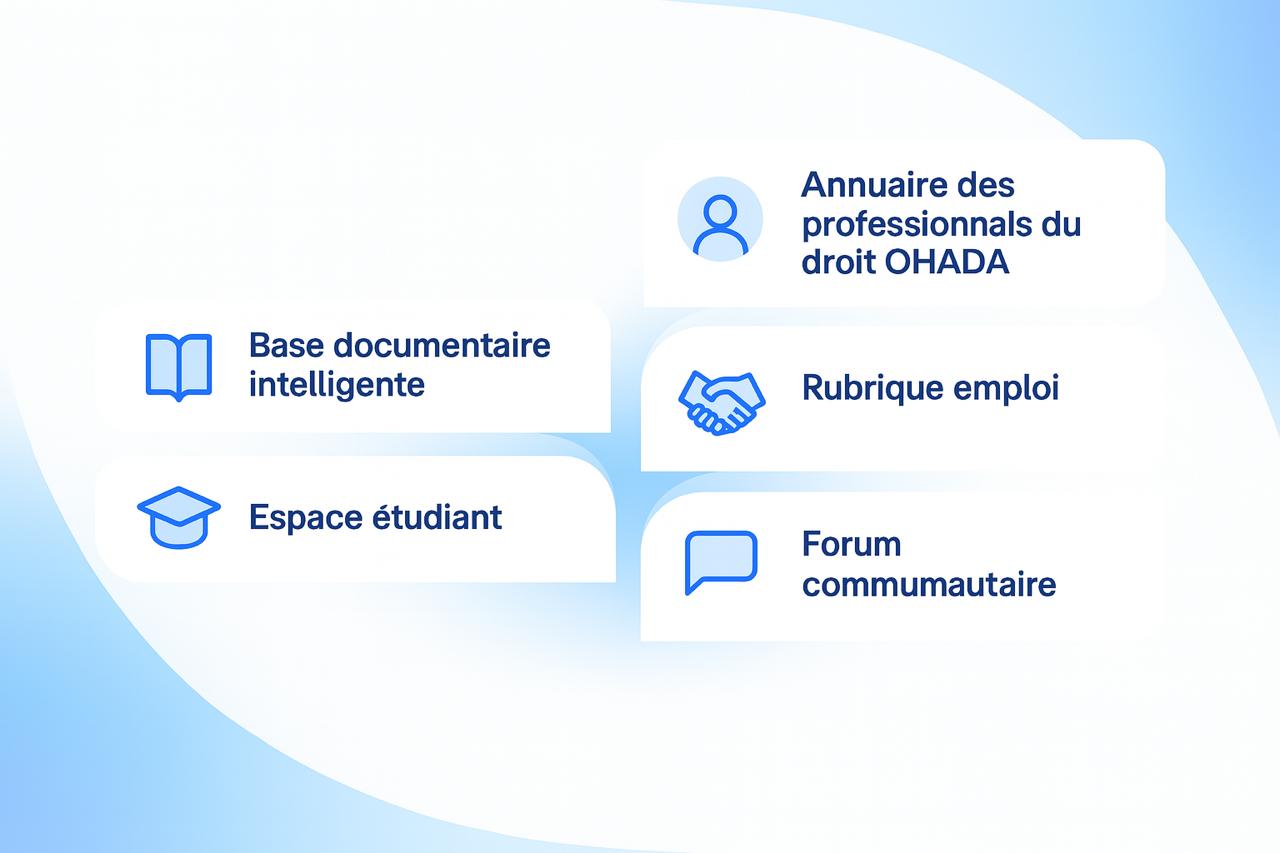 Base documentaire
intelligente
Espace étudiant
Annuaire des
professionnals du
droit OHADA
Rubrique emploi
Forum
commumautaire